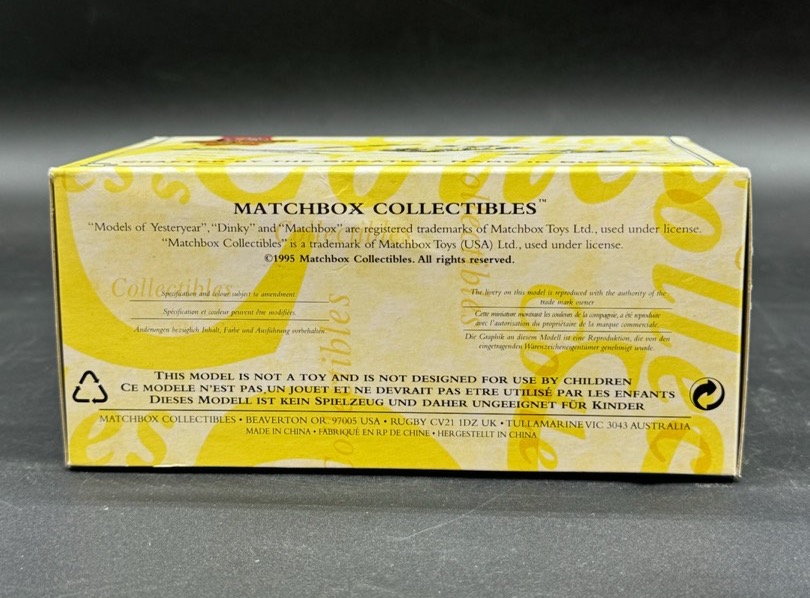 CRAFTED BY THE GREATEST NAME IN
MATCHBOX COLLECTIBLES™
"Models of Yesteryear", "Dinky" and "Matchbox" are registered trademarks of Matchbox Toys Ltd., used under license.
"Matchbox Collectibles" is a trademark of Matchbox Toys (USA) Ltd., used under license.
©1995 Matchbox Collectibles. All rights reserved.
Collectibles
Specification and colour subject to amendment.
Spécification et couleur peuvent être modifiées.
Änderungen bezüglich Inhalt, Farbe und Ausführung vorbehalten.
The livery on this model is reproduced with the authority of the
trade mark owner
Cette miniature montrant les couleurs de la compagnie, a été reproduite
avec l'autorisation du propriétaire de la marque commerciale.
Die Graphik an diesem Modell ist eine Reproduktion, die von den
eingetragenden Warenzeicheneigentümer genehmigt wurde.
THIS MODEL IS NOT A TOY AND IS NOT DESIGNED FOR USE BY CHILDREN
CE MODELE N'EST PAS UN JOUET ET NE DEVRAIT PAS ETRE UTILISÉ PAR LES ENFANTS
DIESES MODELL IST KEIN SPIELZEUG UND DAHER UNGEEIGNET FÜR KINDER
MATCHBOX COLLECTIBLES • BEAVERTON OR. 97005 USA • RUGBY CV21 1DZ UK • TULLAMARINE VIC 3043 AUSTRALIA
MADE IN CHINA • FABRIQUÉ EN RP DE CHINE • HERGESTELLT IN CHINA